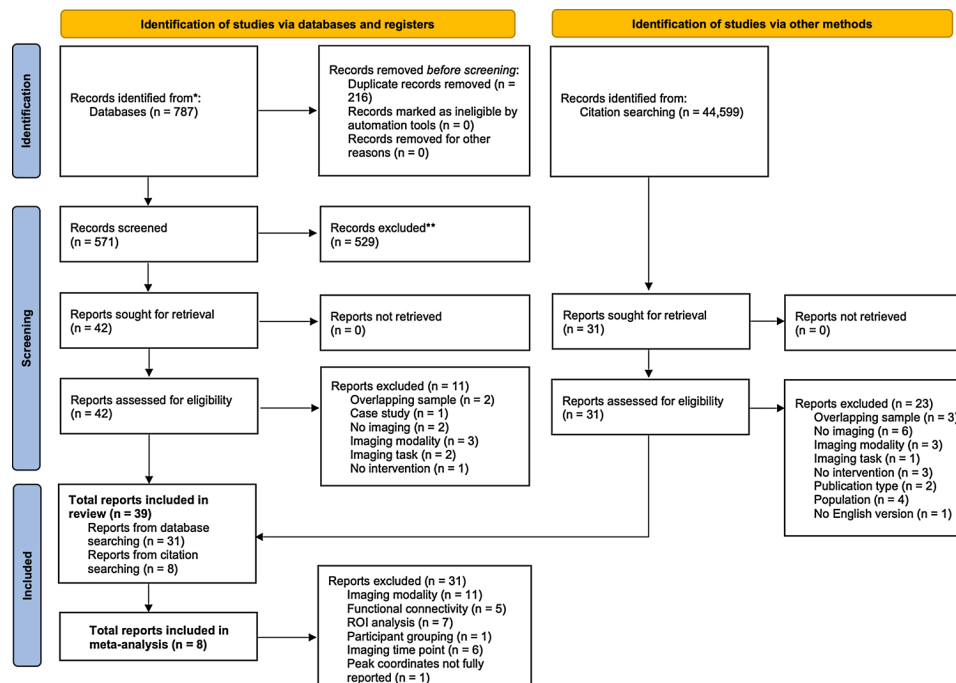 Identification of studies via databases and registers
Identification of studies via other methods
Identification
Records identified from*:
Databases (n = 787)
Records removed before screening:
Duplicate records removed (n =
216)
Records marked as ineligible by
automation tools (n = 0)
Records removed for other
reasons (n = 0)
Records identified from:
Citation searching (n = 44,599)
Screening
Records screened
(n = 571)
Records excluded**
(n = 529)
Reports sought for retrieval
(n = 42)
Reports not retrieved
(n = 0)
Reports sought for retrieval
(n = 31)
Reports not retrieved
(n = 0)
Reports assessed for eligibility
(n = 42)
Reports excluded (n = 11)
Overlapping sample (n = 2)
Case study (n = 1)
No imaging (n = 2)
Imaging modality (n = 3)
Imaging task (n = 2)
No intervention (n = 1)
Reports assessed for eligibility
(n = 31)
Reports excluded (n = 23)
Overlapping sample (n = 3)
No imaging (n = 6)
Imaging modality (n = 3)
Imaging task (n = 1)
No intervention (n = 3)
Publication type (n = 2)
Population (n = 4)
No English version (n = 1)
Included
Total reports included in
review (n = 39)
Reports from database
searching (n = 31)
Reports from citation
searching (n = 8)
Total reports included in
meta-analysis (n = 8)
Reports excluded (n = 31)
Imaging modality (n = 11)
Functional connectivity (n = 5)
ROI analysis (n = 7)
Participant grouping (n = 1)
Imaging time point (n = 6)
Peak coordinates not fully
reported (n = 1)